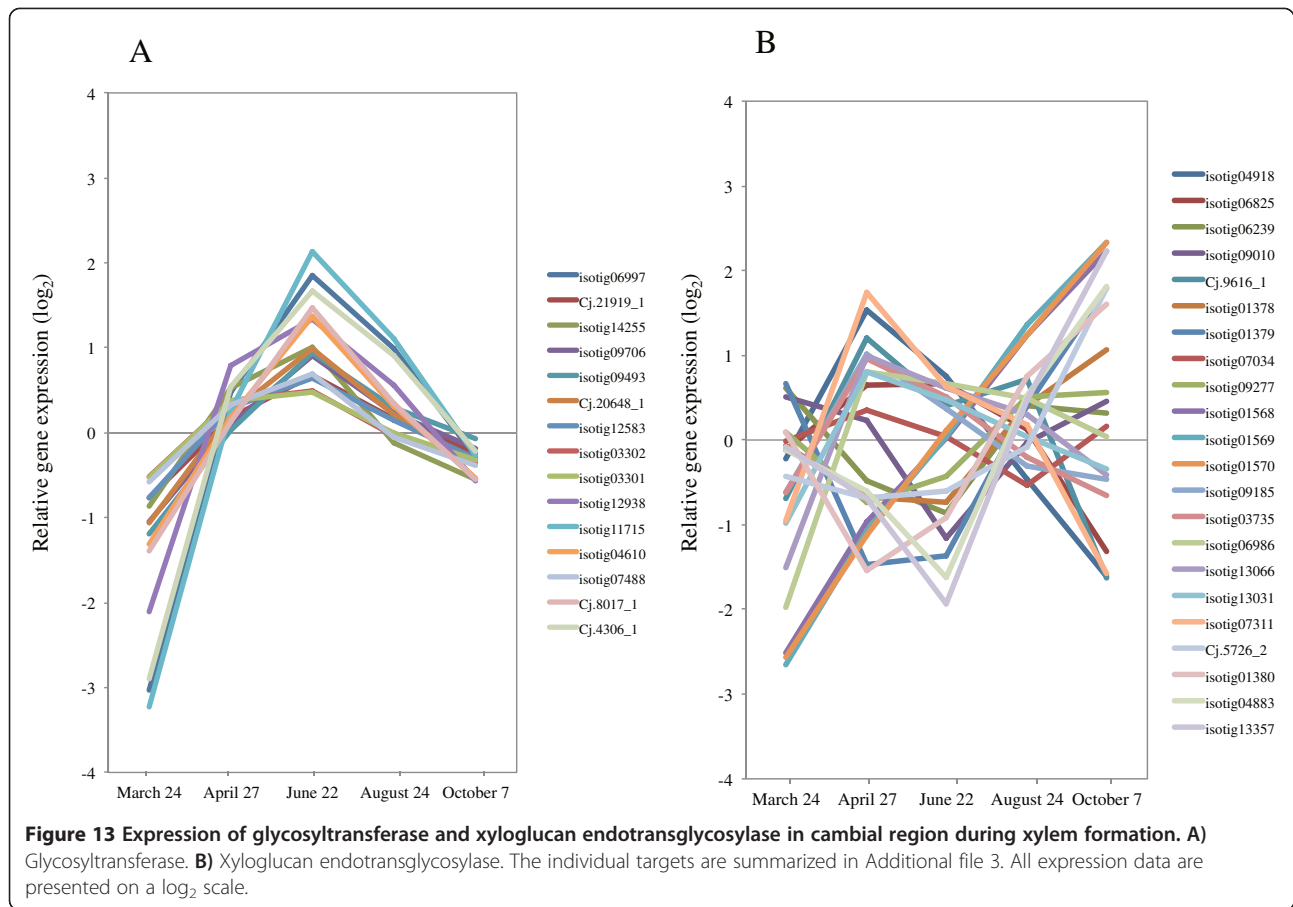 A
B
Relative gene expression (log2)
4
3
2
1
0
-1
-2
-3
-4
March 24 April 27 June 22 August 24 October 7
isotig06997
Cj.21919_1
isotig14255
isotig09706
isotig09493
Cj.20648_1
isotig12583
isotig03302
isotig03301
isotig12938
isotig11715
isotig04610
isotig07488
Cj.8017_1
Cj.4306_1
Relative gene expression (log2)
4
3
2
1
0
-1
-2
-3
-4
March 24 April 27 June 22 August 24 October 7
isotig04918
isotig06825
isotig06239
isotig09010
Cj.9616_1
isotig01378
isotig01379
isotig07034
isotig09277
isotig01568
isotig01569
isotig01570
isotig09185
isotig03735
isotig06986
isotig13066
isotig13031
isotig07311
Cj.5726_2
isotig01380
isotig04883
isotig13357
Figure 13 Expression of glycosyltransferase and xyloglucan endotransglycosylase in cambial region during xylem formation. A)
Glycosyltransferase. B) Xyloglucan endotransglycosylase. The individual targets are summarized in Additional file 3. All expression data are
presented on a log2 scale.